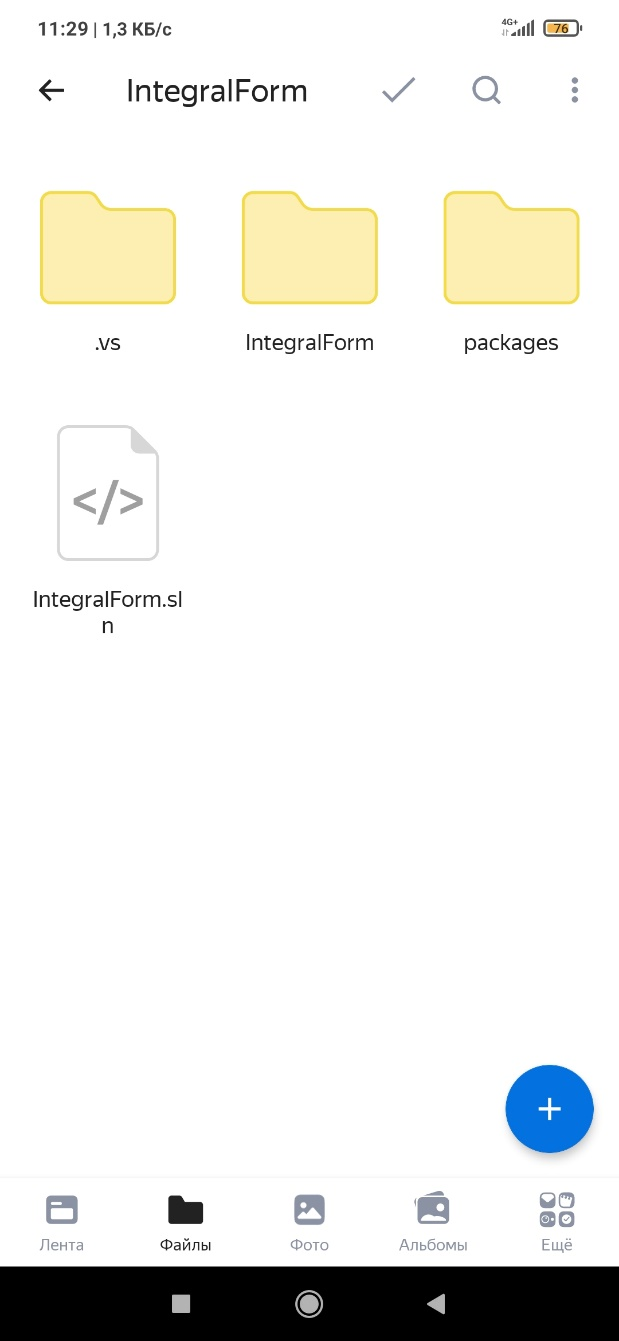 11:29 | 1,3 КБ/с
4G+
76
IntegralForm
.vs
IntegralForm
packages
</>
IntegralForm.sl
n
Лента
Файлы
Фото
Альбомы
Ещё